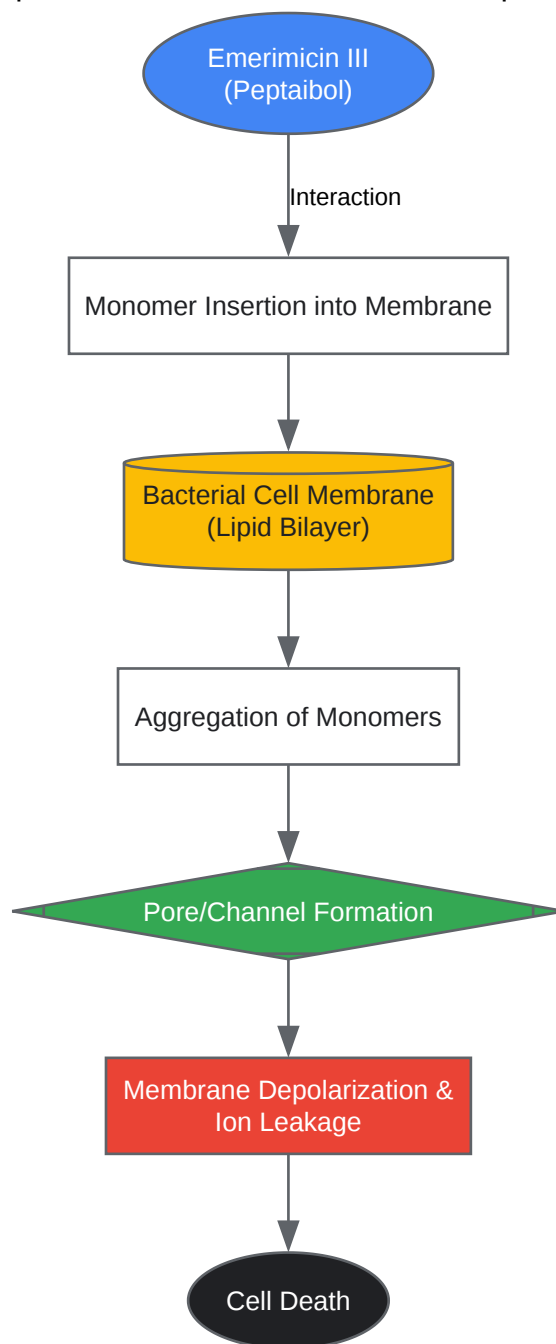 Emerimicin III
(Peptaibol)
Interaction
Monomer Insertion into Membrane
Bacterial Cell Membrane
(Lipid Bilayer)
Aggregation of Monomers
Pore/Channel Formation
Membrane Depolarization &
Ion Leakage
Cell Death